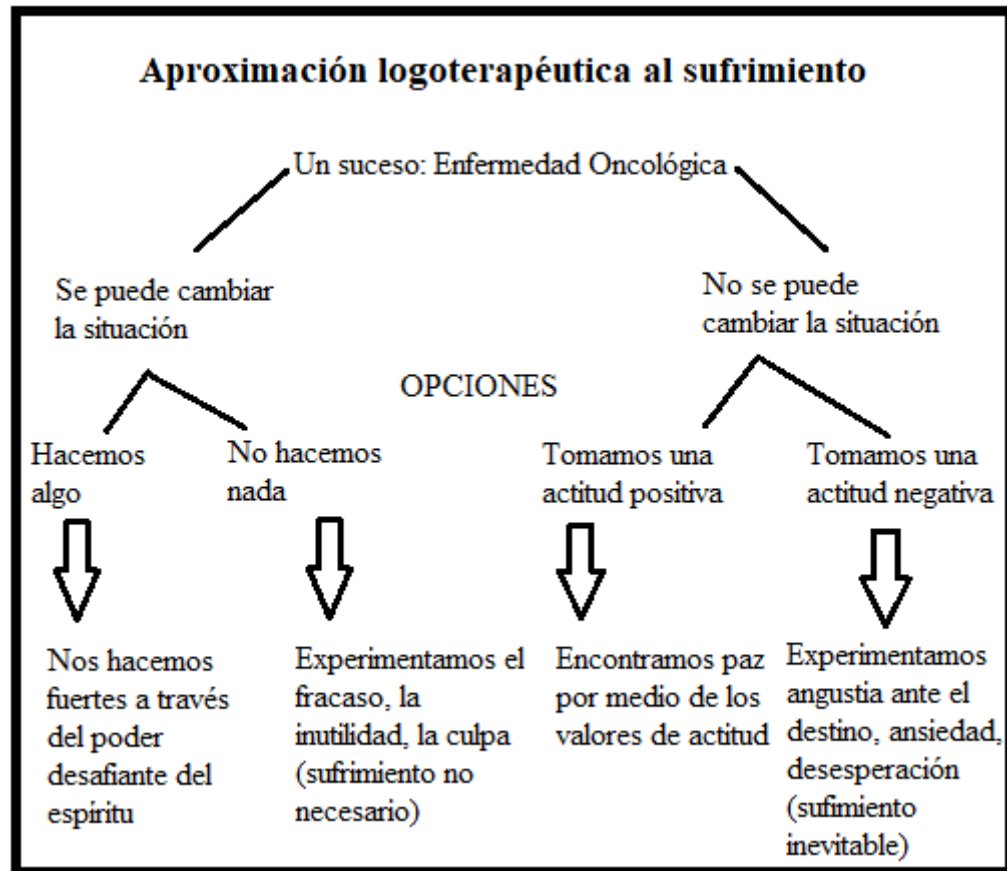 Aproximación logoterapéutica al sufrimiento
Un suceso: Enfermedad Oncológica
Se puede cambiar
la situación
No se puede
cambiar la situación
OPCIONES
Hacemos
algo
No hacemos
nada
Tomamos una
actitud positiva
Tomamos una
actitud negativa
Nos hacemos
fuertes a través
del poder
desafiante del
espíritu
Experimentamos el
fracaso, la
inutilidad, la culpa
(sufrimiento no
necesario)
Encontramos paz
por medio de los
valores de actitud
Experimentamos
angustia ante el
destino, ansiedad,
desesperación
(sufimiento
inevitable)